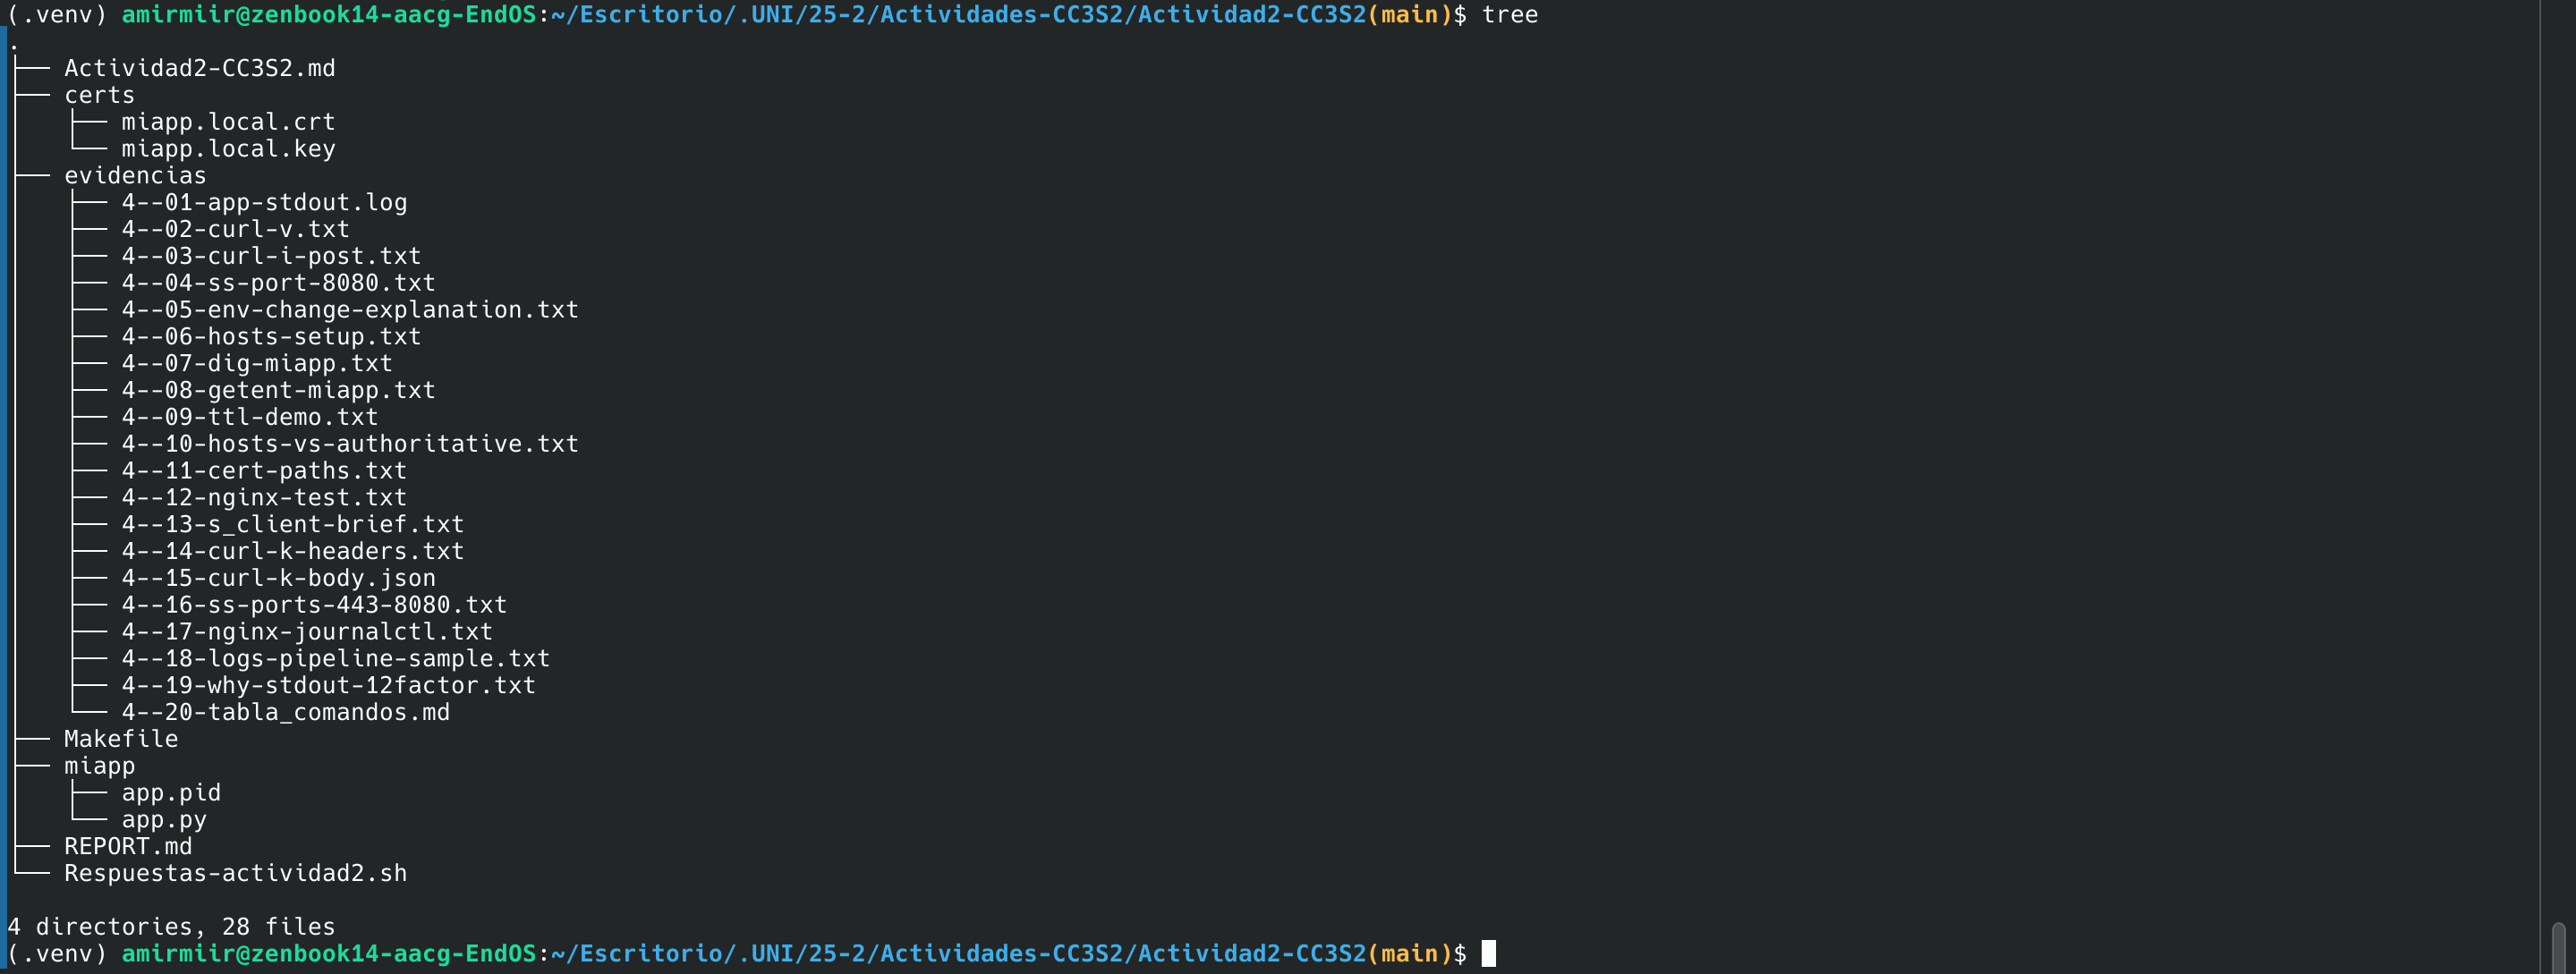 (.venv) amirmiir@zenbook14-aacg-EndOS:~/Escritorio/.UNI/25-2/Actividades-CC3S2/Actividad2-CC3S2(main)$ tree
.
├── Actividad2-CC3S2.md
├── certs
│   ├── miapp.local.crt
│   └── miapp.local.key
├── evidencias
│   ├── 4--01-app-stdout.log
│   ├── 4--02-curl-v.txt
│   ├── 4--03-curl-i-post.txt
│   ├── 4--04-ss-port-8080.txt
│   ├── 4--05-env-change-explanation.txt
│   ├── 4--06-hosts-setup.txt
│   ├── 4--07-dig-miapp.txt
│   ├── 4--08-getent-miapp.txt
│   ├── 4--09-ttl-demo.txt
│   ├── 4--10-hosts-vs-authoritative.txt
│   ├── 4--11-cert-paths.txt
│   ├── 4--12-nginx-test.txt
│   ├── 4--13-s_client-brief.txt
│   ├── 4--14-curl-k-headers.txt
│   ├── 4--15-curl-k-body.json
│   ├── 4--16-ss-ports-443-8080.txt
│   ├── 4--17-nginx-journalctl.txt
│   ├── 4--18-logs-pipeline-sample.txt
│   ├── 4--19-why-stdout-12factor.txt
│   └── 4--20-tabla_comandos.md
├── Makefile
├── miapp
│   ├── app.pid
│   └── app.py
├── REPORT.md
└── Respuestas-actividad2.sh
4 directories, 28 files
(.venv) amirmiir@zenbook14-aacg-EndOS:~/Escritorio/.UNI/25-2/Actividades-CC3S2/Actividad2-CC3S2(main)$